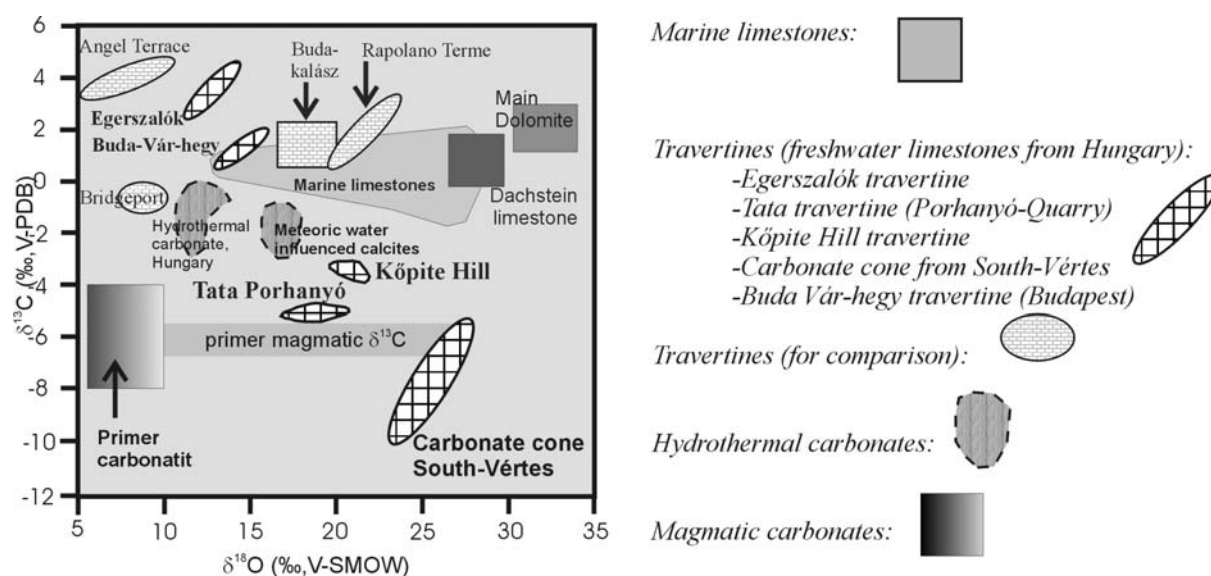 6
4
2
0
-2
-4
-6
-8
-10
-12
δ¹³C (‰,V-PDB)
Angel Terrace
Buda-
kalász
Rapolano Terme
Main
Dolomite
Egerszalók
Buda-Vár-hegy
Marine limestones
Bridgeport
Dachstein
limestone
Hydrothermal
carbonate,
Hungary
Meteoric water
influenced calcites
Kőpite Hill
Tata Porhanyó
primer magmatic δ¹³C
Primer
carbonatit
Carbonate cone
South-Vértes
5 10 15 20 25 30 35
δ¹⁸O (‰,V-SMOW)
Marine limestones:
Travertines (freshwater limestones from Hungary):
-Egerszalók travertine
-Tata travertine (Porhanyó-Quarry)
-Kőpite Hill travertine
-Carbonate cone from South-Vértes
-Buda Vár-hegy travertine (Budapest)
Travertines (for comparison):
Hydrothermal carbonates:
Magmatic carbonates: